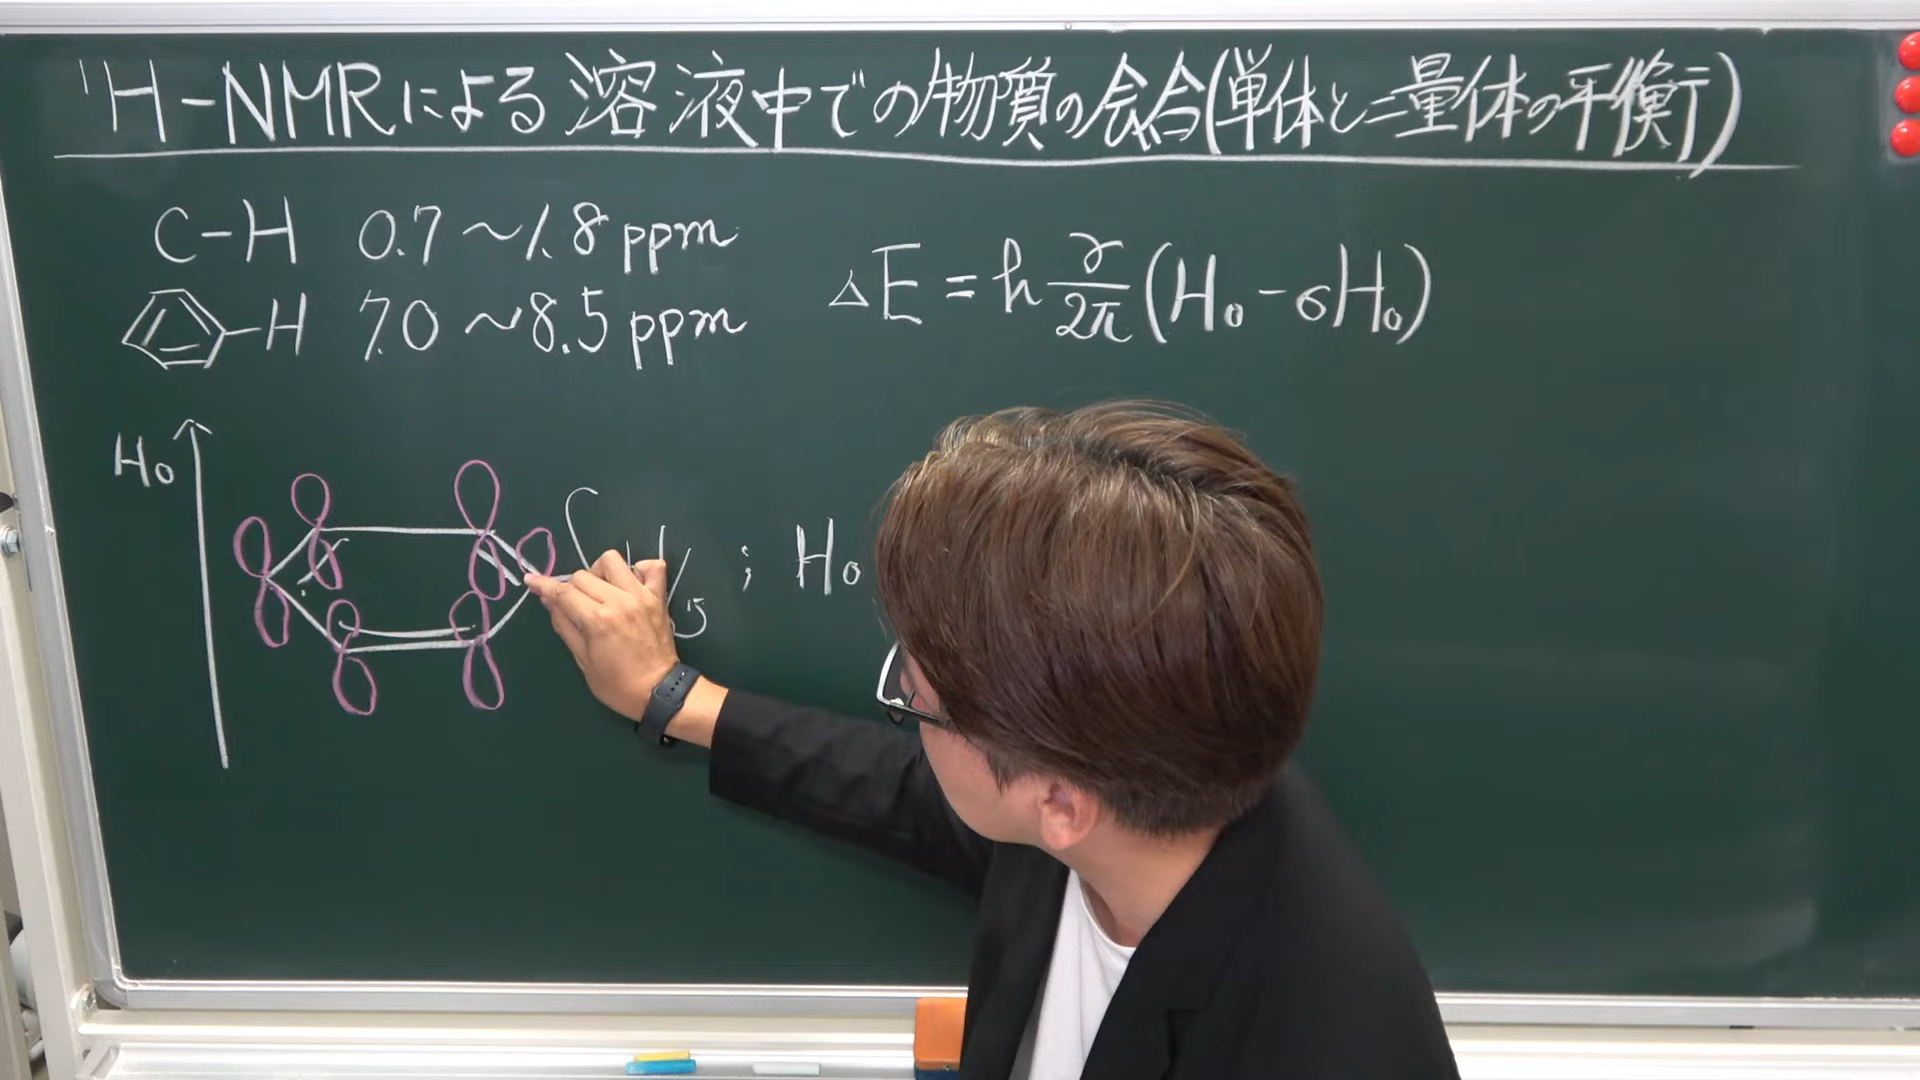 ¹H-NMRによる溶液中での物質の会合(単体と二量体の平衡)
C-H 0.7~1.8 ppm
-H 7.0~8.5 ppm
ΔE = h γ/2π (H₀ - σH₀)
H₀
; H₀